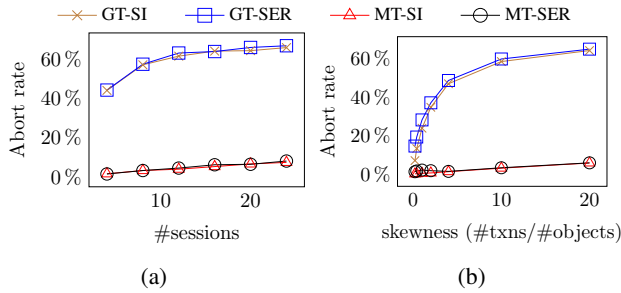 GT-SI GT-SER MT-SI MT-SER
Abort rate
60 %
40 %
20 %
0 %
10 20
#sessions
(a)
Abort rate
60 %
40 %
20 %
0 %
0 10 20
skewness (#txns/#objects)
(b)